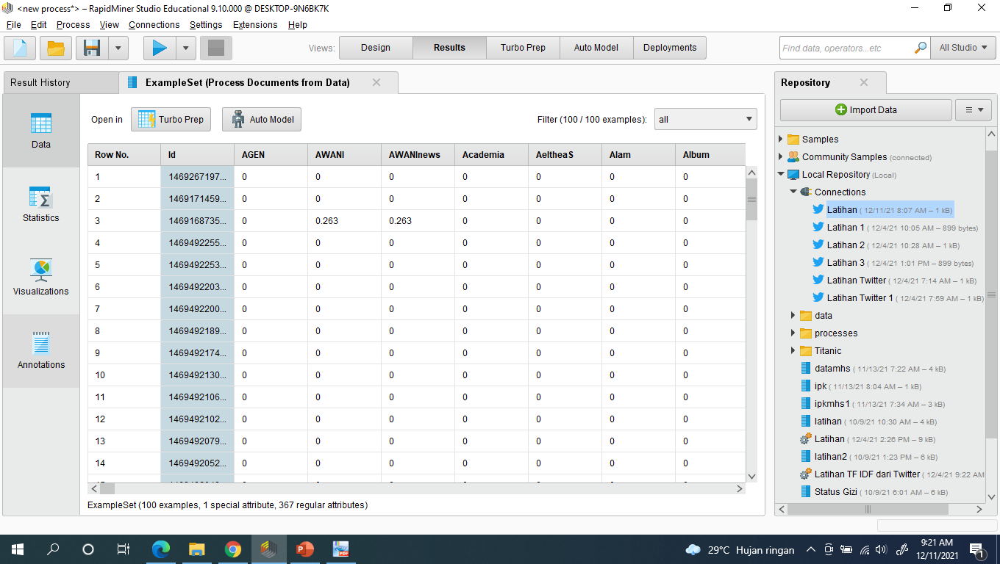 <new process*> – RapidMiner Studio Educational 9.10.000 @ DESKTOP-9N6BK7K
File Edit Process View Connections Settings Extensions Help
Views: Design Results Turbo Prep Auto Model Deployments Find data, operators...etc All Studio
Result History ExampleSet (Process Documents from Data) Repository
Open in Turbo Prep Auto Model Filter (100 / 100 examples): all
Data
Statistics
Visualizations
Annotations
Row No. Id AGEN AWANI AWANInews Academia AeltheaS Alam Album
1 1469267197... 0 0 0 0 0 0 0
2 1469171459... 0 0 0 0 0 0 0
3 1469168735... 0 0.263 0.263 0 0 0 0
4 1469492255... 0 0 0 0 0 0 0
5 1469492253... 0 0 0 0 0 0 0
6 1469492203... 0 0 0 0 0 0 0
7 1469492200... 0 0 0 0 0 0 0
8 1469492189... 0 0 0 0 0 0 0
9 1469492174... 0 0 0 0 0 0 0
10 1469492130... 0 0 0 0 0 0 0
11 1469492106... 0 0 0 0 0 0 0
12 1469492102... 0 0 0 0 0 0 0
13 1469492079... 0 0 0 0 0 0 0
14 1469492052... 0 0 0 0 0 0 0
ExampleSet (100 examples, 1 special attribute, 367 regular attributes)
Import Data
Samples
Community Samples (connected)
Local Repository (Local)
Connections
Latihan ( 12/11/21 8:07 AM – 1 kB)
Latihan 1 ( 12/4/21 10:05 AM – 899 bytes)
Latihan 2 ( 12/4/21 10:28 AM – 1 kB)
Latihan 3 ( 12/4/21 1:01 PM – 899 bytes)
Latihan Twitter ( 12/4/21 7:14 AM – 1 kB)
Latihan Twitter 1 ( 12/4/21 7:59 AM – 1 kB)
data
processes
Titanic
datamhs ( 11/13/21 7:22 AM – 4 kB)
ipk ( 11/13/21 8:04 AM – 1 kB)
ipkmhs1 ( 11/13/21 7:34 AM – 3 kB)
latihan ( 10/9/21 10:30 AM – 4 kB)
Latihan ( 12/4/21 2:26 PM – 9 kB)
latihan2 ( 10/9/21 1:23 PM – 6 kB)
Latihan TF IDF dari Twitter ( 12/4/21 9:22 AM
Status Gizi ( 10/9/21 6:01 AM – 6 kB)
29°C Hujan ringan 9:21 AM
12/11/2021
1